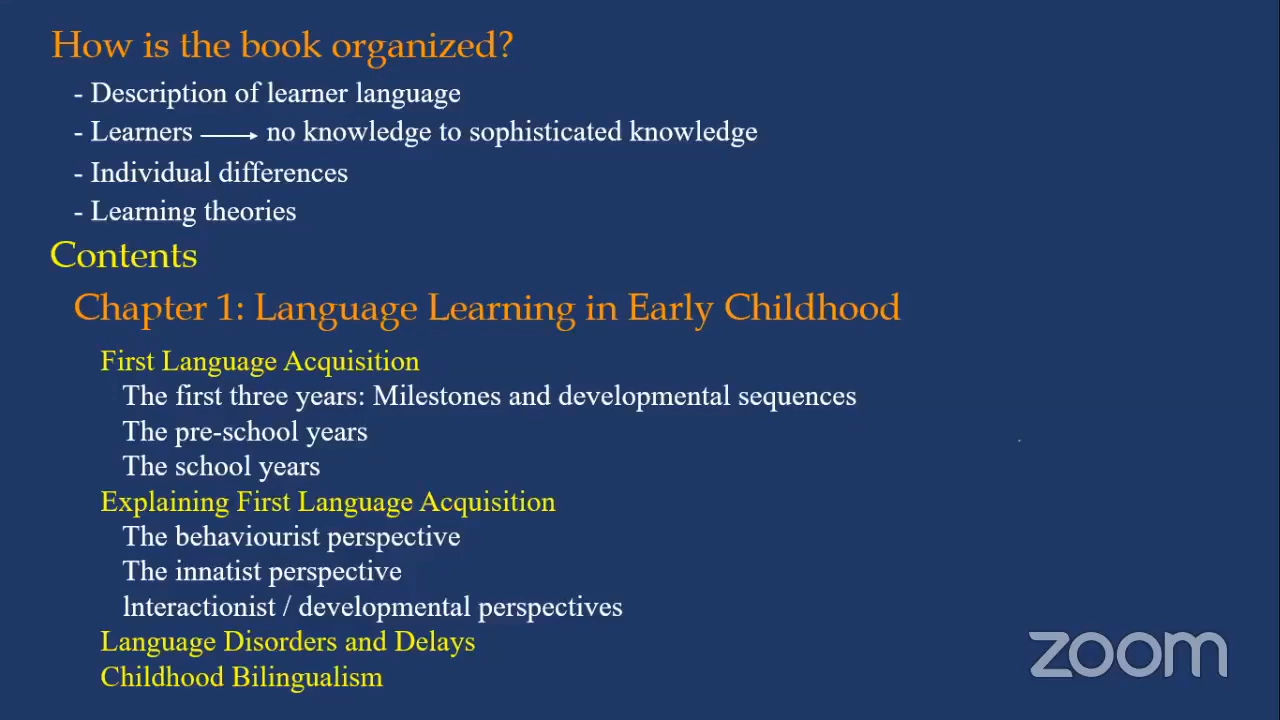 How is the book organized?
- Description of learner language
- Learners → no knowledge to sophisticated knowledge
- Individual differences
- Learning theories
Contents
Chapter 1: Language Learning in Early Childhood
First Language Acquisition
The first three years: Milestones and developmental sequences
The pre-school years
The school years
Explaining First Language Acquisition
The behaviourist perspective
The innatist perspective
lnteractionist / developmental perspectives
Language Disorders and Delays
Childhood Bilingualism
zoom